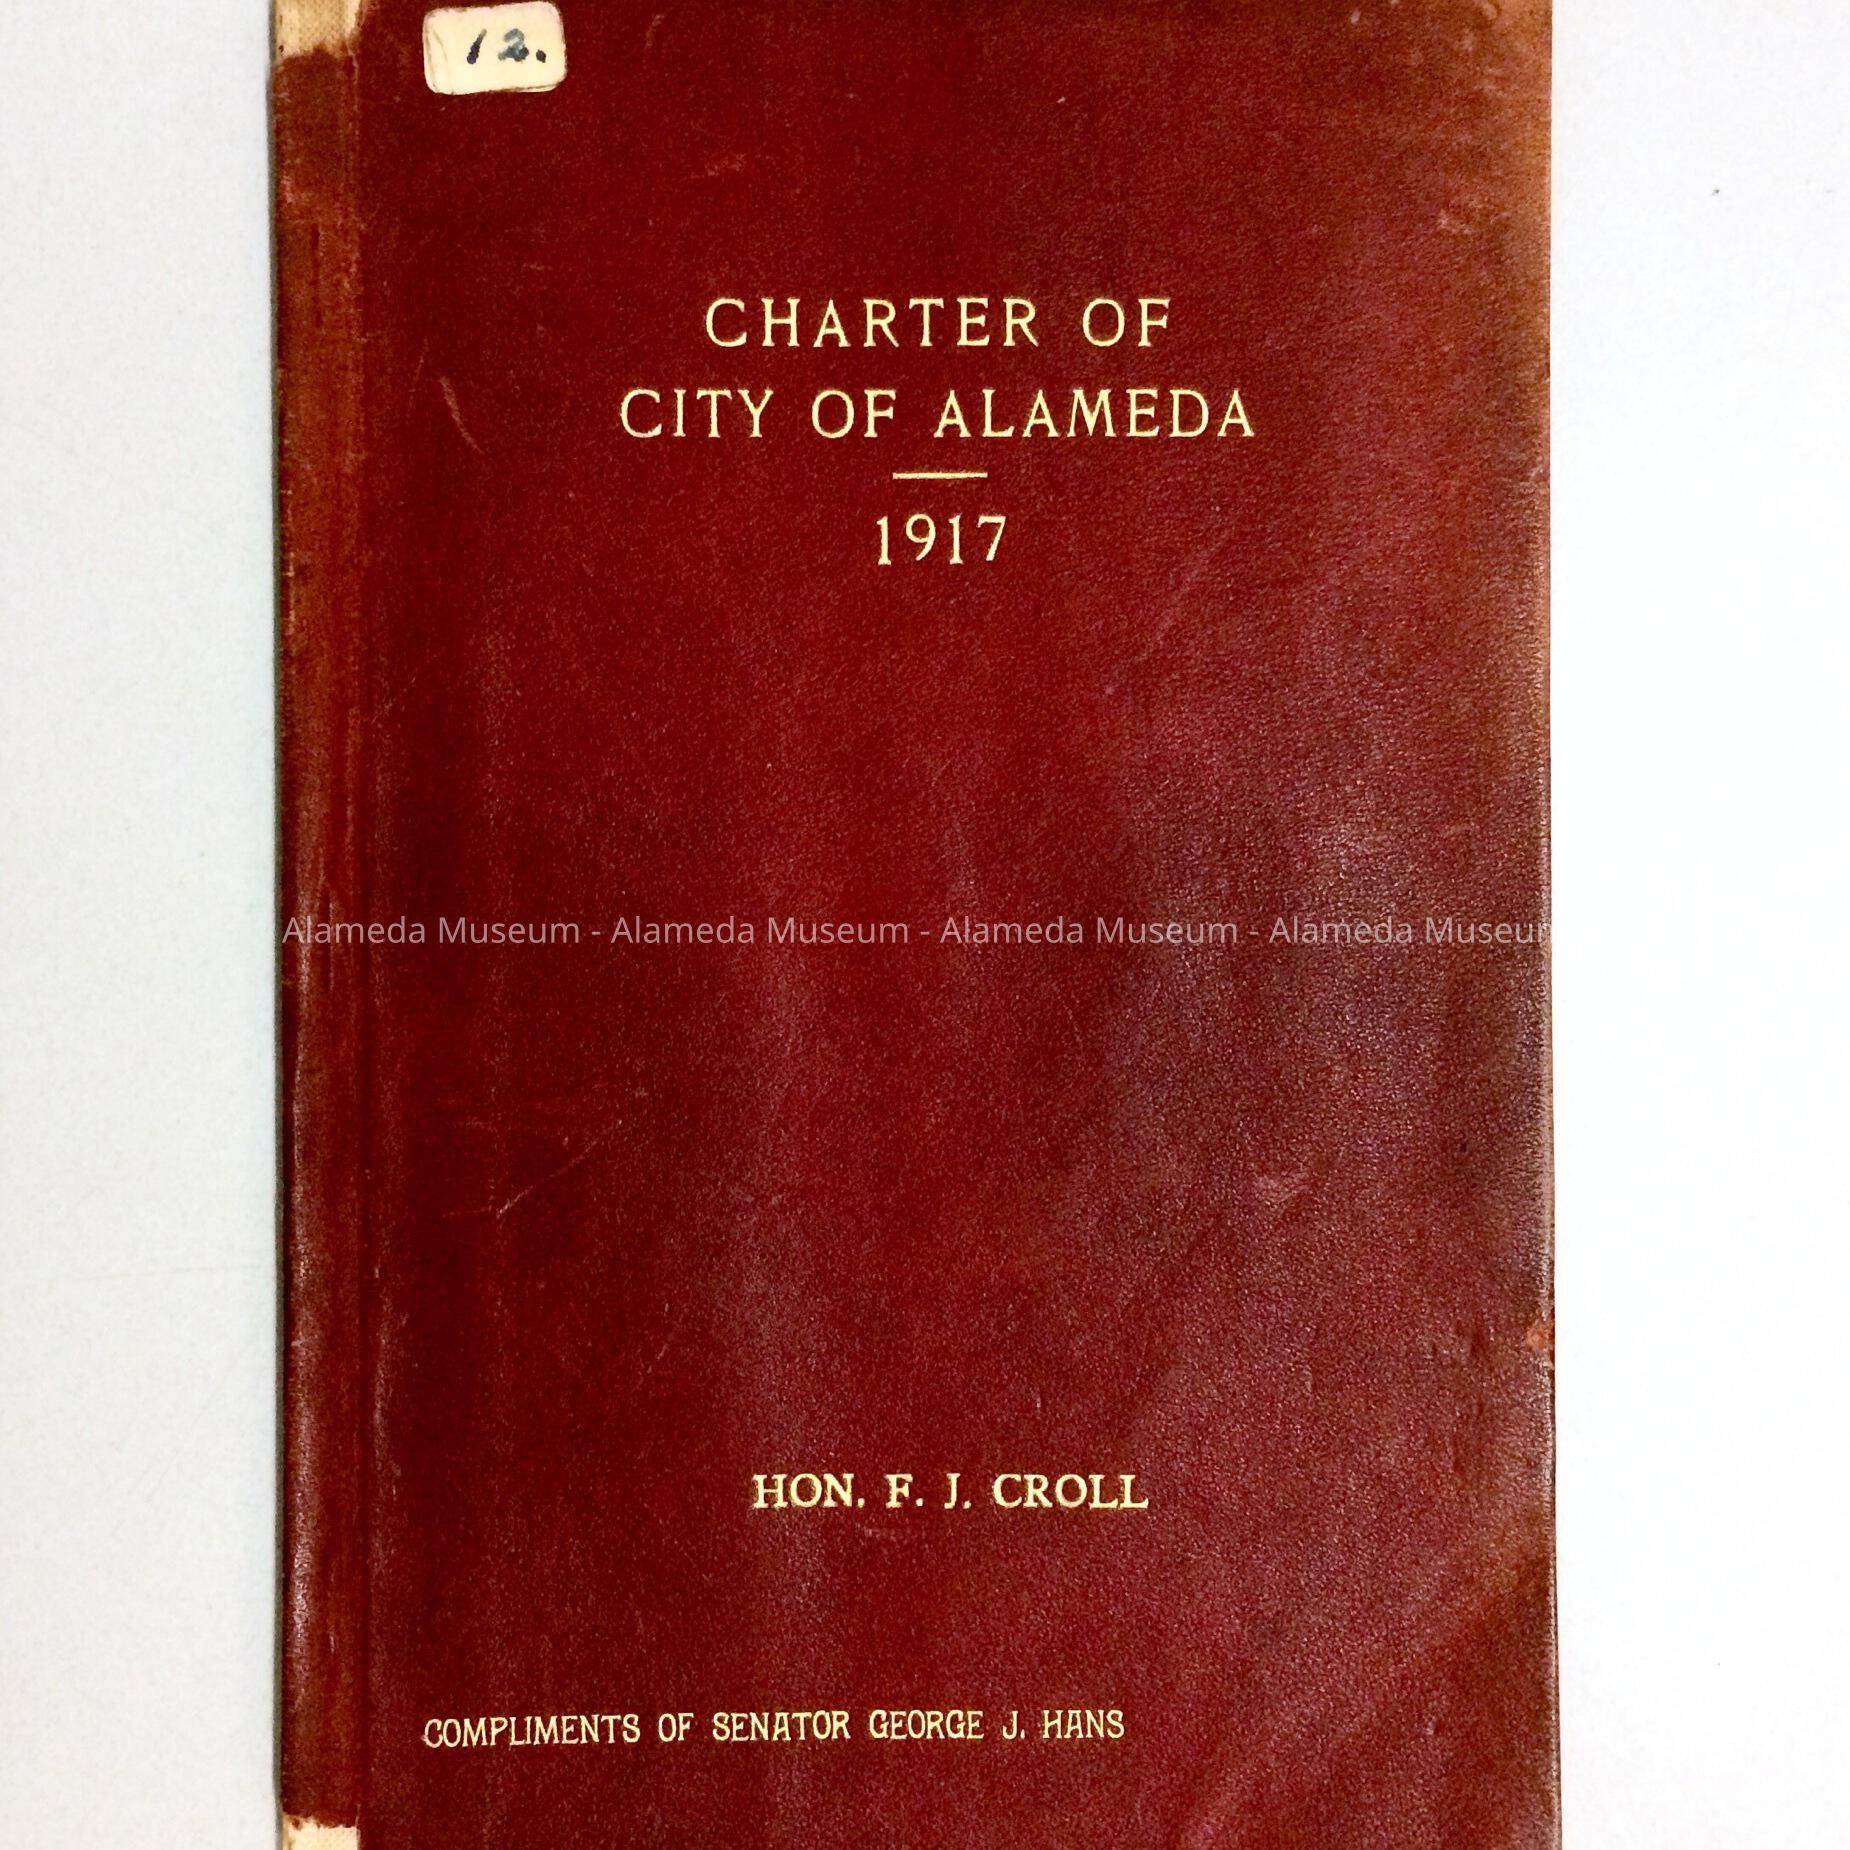 12.
CHARTER OF
CITY OF ALAMEDA
1917
Alameda Museum - Alameda Museum - Alameda Museum - Alameda Museum
HON. F. J. CROLL
COMPLIMENTS OF SENATOR GEORGE J. HANS